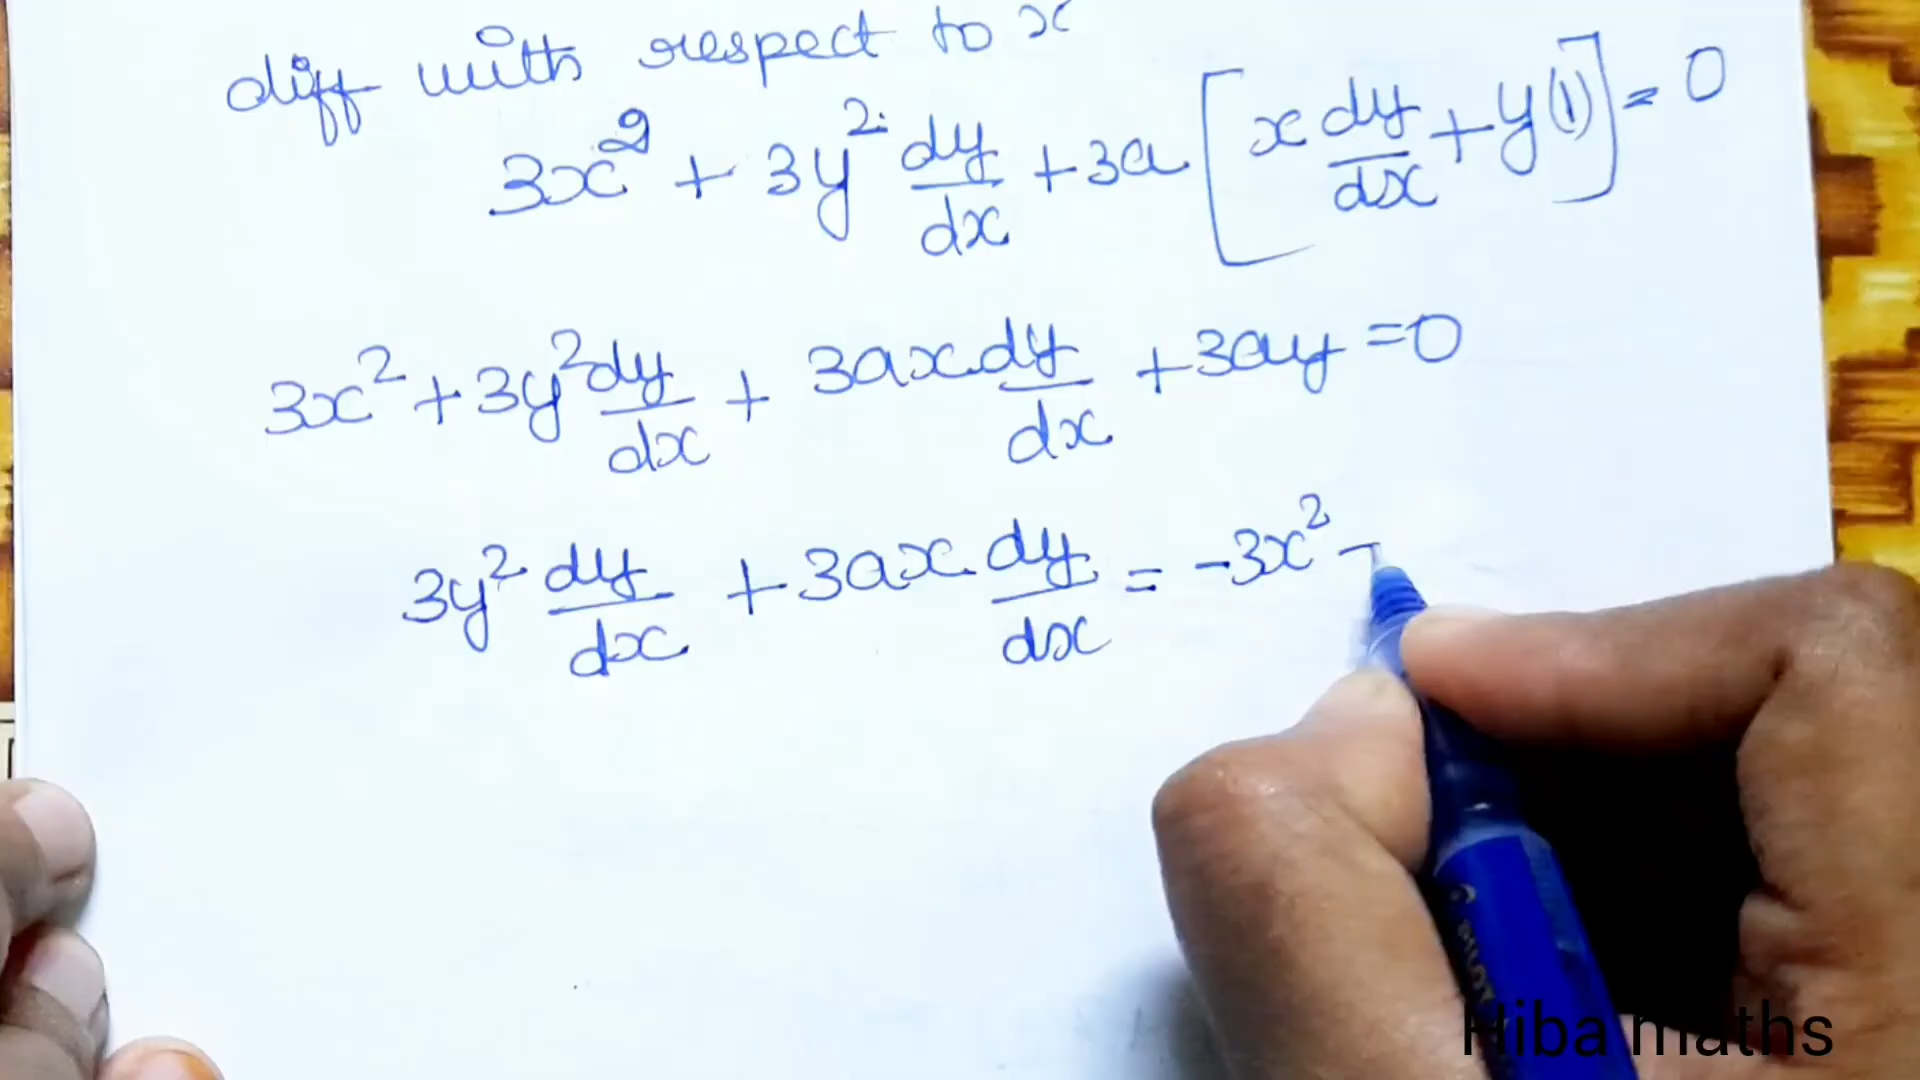 diff with respect to x
3x² + 3y² dy/dx + 3a [x dy/dx + y(1)] = 0
3x² + 3y² dy/dx + 3ax dy/dx + 3ay = 0
3y² dy/dx + 3ax dy/dx = -3x² -
Hiba maths